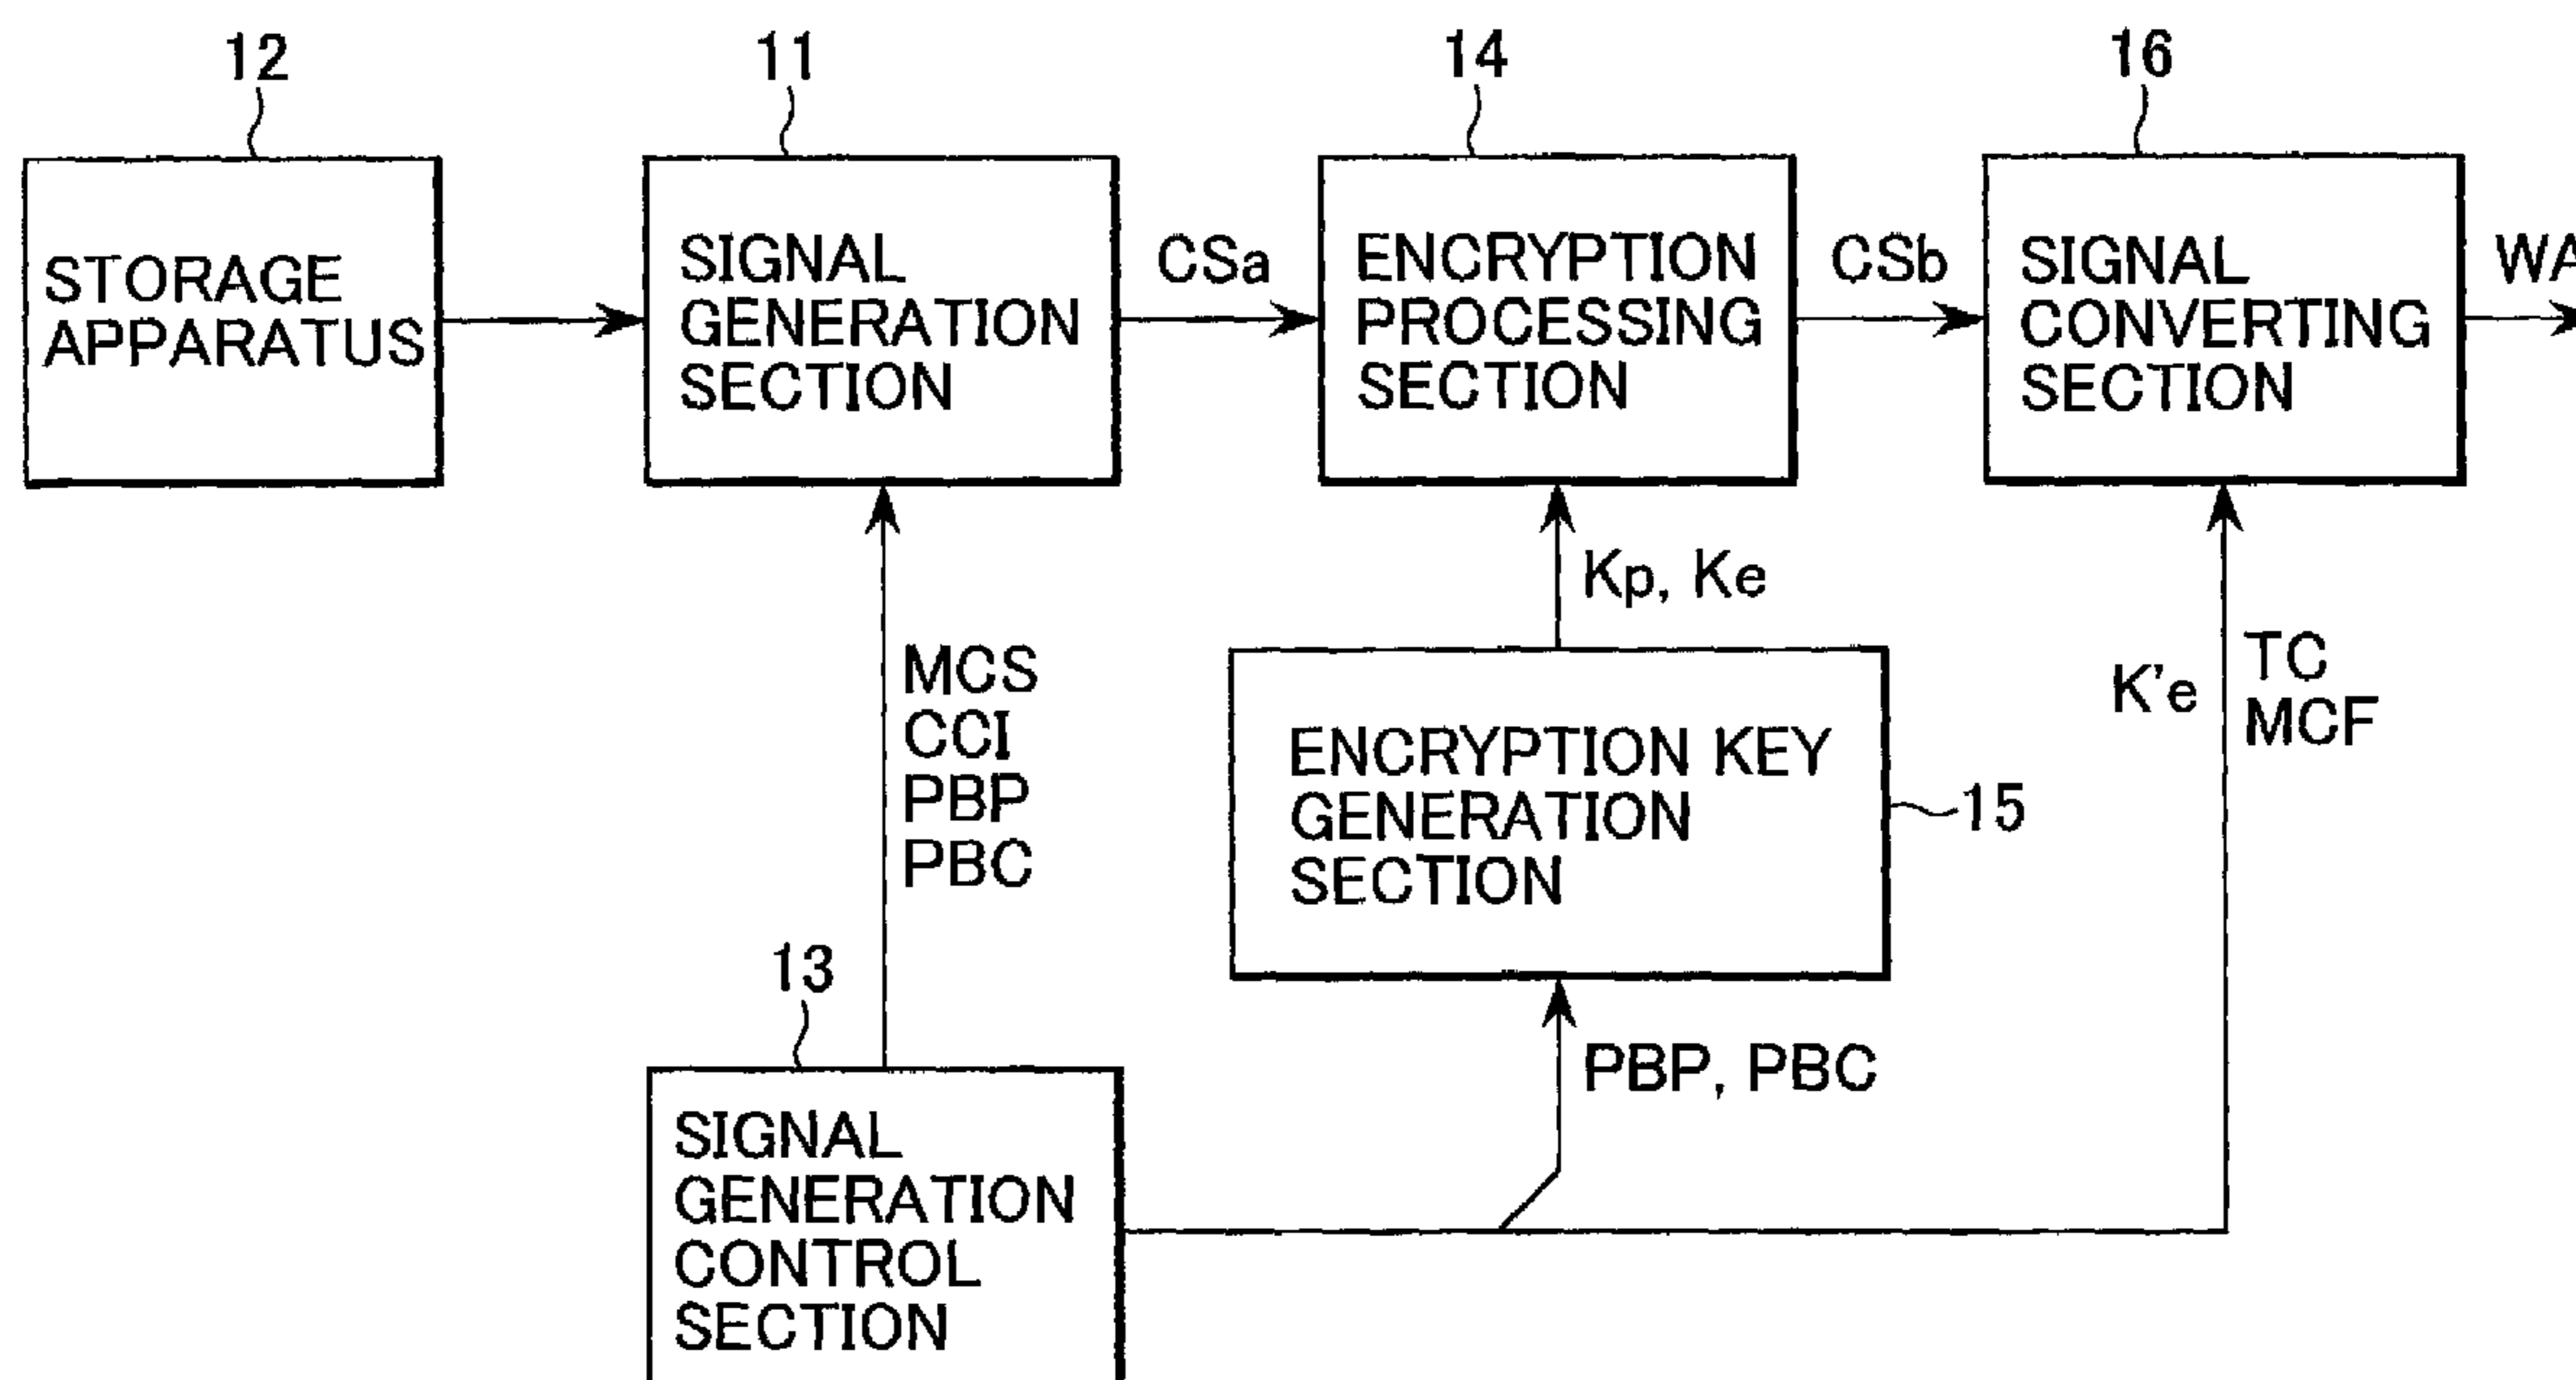 12
11
14
16
STORAGE
APPARATUS
SIGNAL
GENERATION
SECTION
CSa
ENCRYPTION
PROCESSING
SECTION
CSb
SIGNAL
CONVERTING
SECTION
WA
MCS
CCI
PBP
PBC
Kp, Ke
K'e
TC
MCF
ENCRYPTION KEY
GENERATION
SECTION
15
13
PBP, PBC
SIGNAL
GENERATION
CONTROL
SECTION